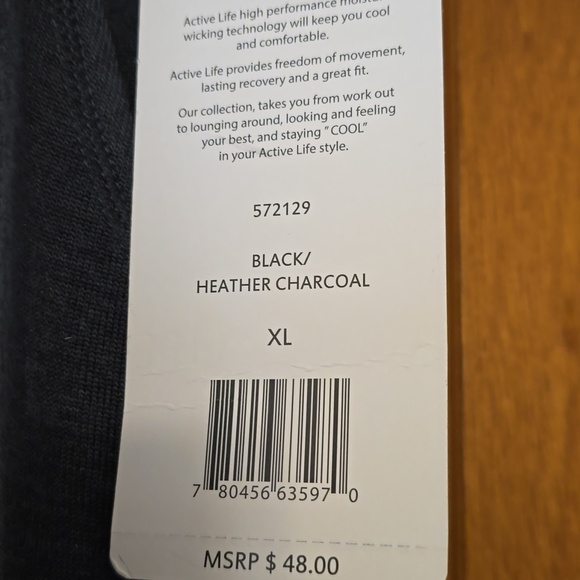 Active Life high performance moistu
wicking technology will keep you cool
and comfortable.
Active Life provides freedom of movement,
lasting recovery and a great fit.
Our collection, takes you from work out
to lounging around, looking and feeling
your best, and staying "COOL"
in your Active Life style.
572129
BLACK/
HEATHER CHARCOAL
XL
7 80456 63597 0
MSRP $ 48.00